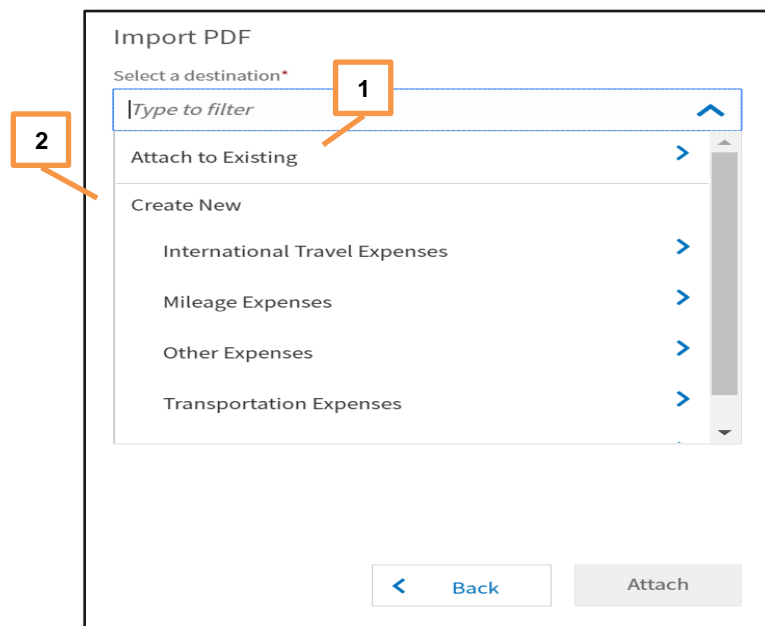 Import PDF
Select a destination*
1
Type to filter
2
Attach to Existing
Create New
International Travel Expenses
Mileage Expenses
Other Expenses
Transportation Expenses
Back
Attach